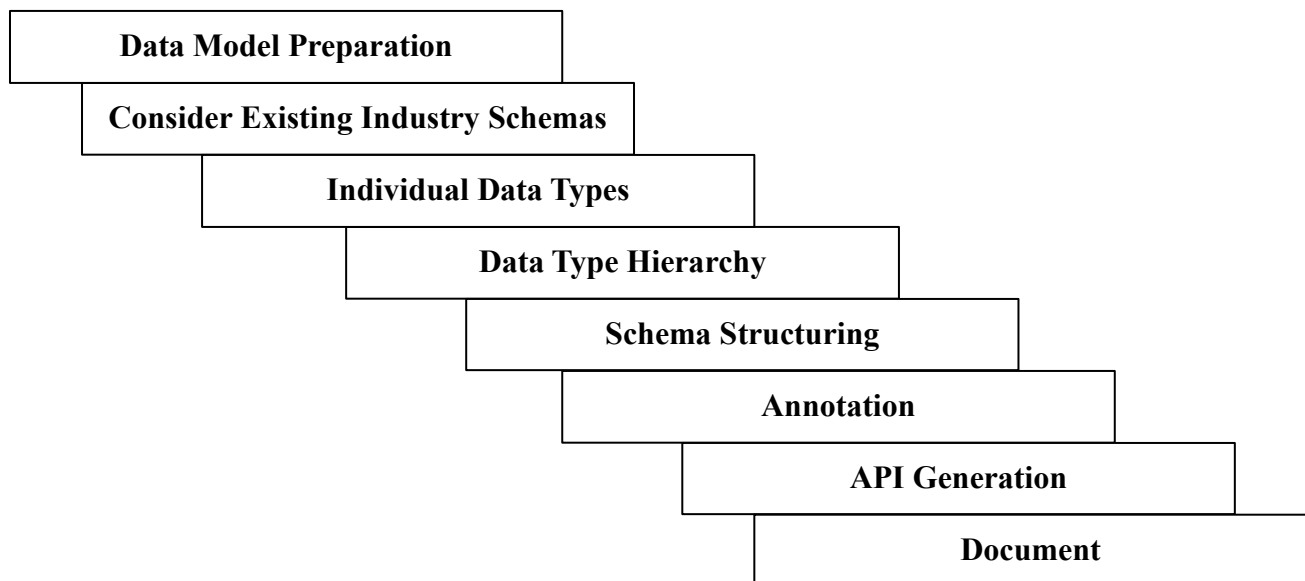 Data Model Preparation
Consider Existing Industry Schemas
Individual Data Types
Data Type Hierarchy
Schema Structuring
Annotation
API Generation
Document